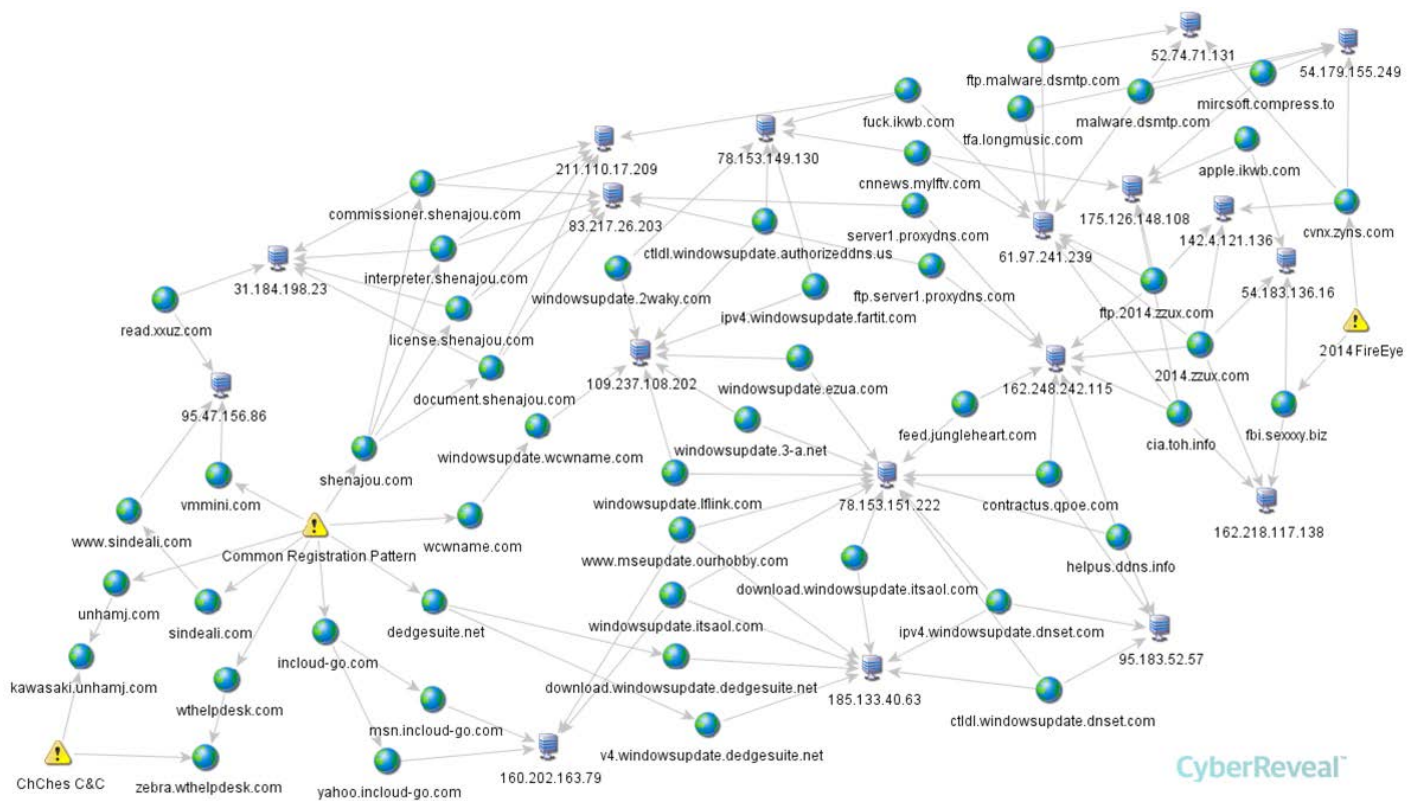 52.74.71.131
ftp.malware.dsmtp.com
54.179.155.249
mircsoft.compress.to
fuck.ikwb.com
malware.dsmtp.com
tfa.longmusic.com
78.153.149.130
211.110.17.209
apple.ikwb.com
cnnews.mylftv.com
commissioner.shenajou.com
175.126.148.108
83.217.26.203
server1.proxydns.com
142.4.121.136
cvnx.zyns.com
ctldl.windowsupdate.authorizeddns.us
61.97.241.239
interpreter.shenajou.com
31.184.198.23
windowsupdate.2waky.com
ftp.server1.proxydns.com
54.183.136.16
ftp.2014.zzux.com
ipv4.windowsupdate.fartit.com
read.xxuz.com
license.shenajou.com
2014 FireEye
2014.zzux.com
109.237.108.202
windowsupdate.ezua.com
162.248.242.115
document.shenajou.com
95.47.156.86
feed.jungleheart.com
fbi.sexxxy.biz
cia.toh.info
windowsupdate.3-a.net
windowsupdate.wcwname.com
shenajou.com
vmmini.com
windowsupdate.lflink.com
78.153.151.222
contractus.qpoe.com
162.218.117.138
www.sindeali.com
wcwname.com
Common Registration Pattern
www.mseupdate.ourhobby.com
helpus.ddns.info
download.windowsupdate.itsaol.com
unhamj.com
sindeali.com
dedgesuite.net
windowsupdate.itsaol.com
ipv4.windowsupdate.dnset.com
95.183.52.57
incloud-go.com
kawasaki.unhamj.com
download.windowsupdate.dedgesuite.net
185.133.40.63
wthelpdesk.com
ctldl.windowsupdate.dnset.com
msn.incloud-go.com
v4.windowsupdate.dedgesuite.net
160.202.163.79
ChChes C&C
zebra.wthelpdesk.com
yahoo.incloud-go.com
CyberReveal™